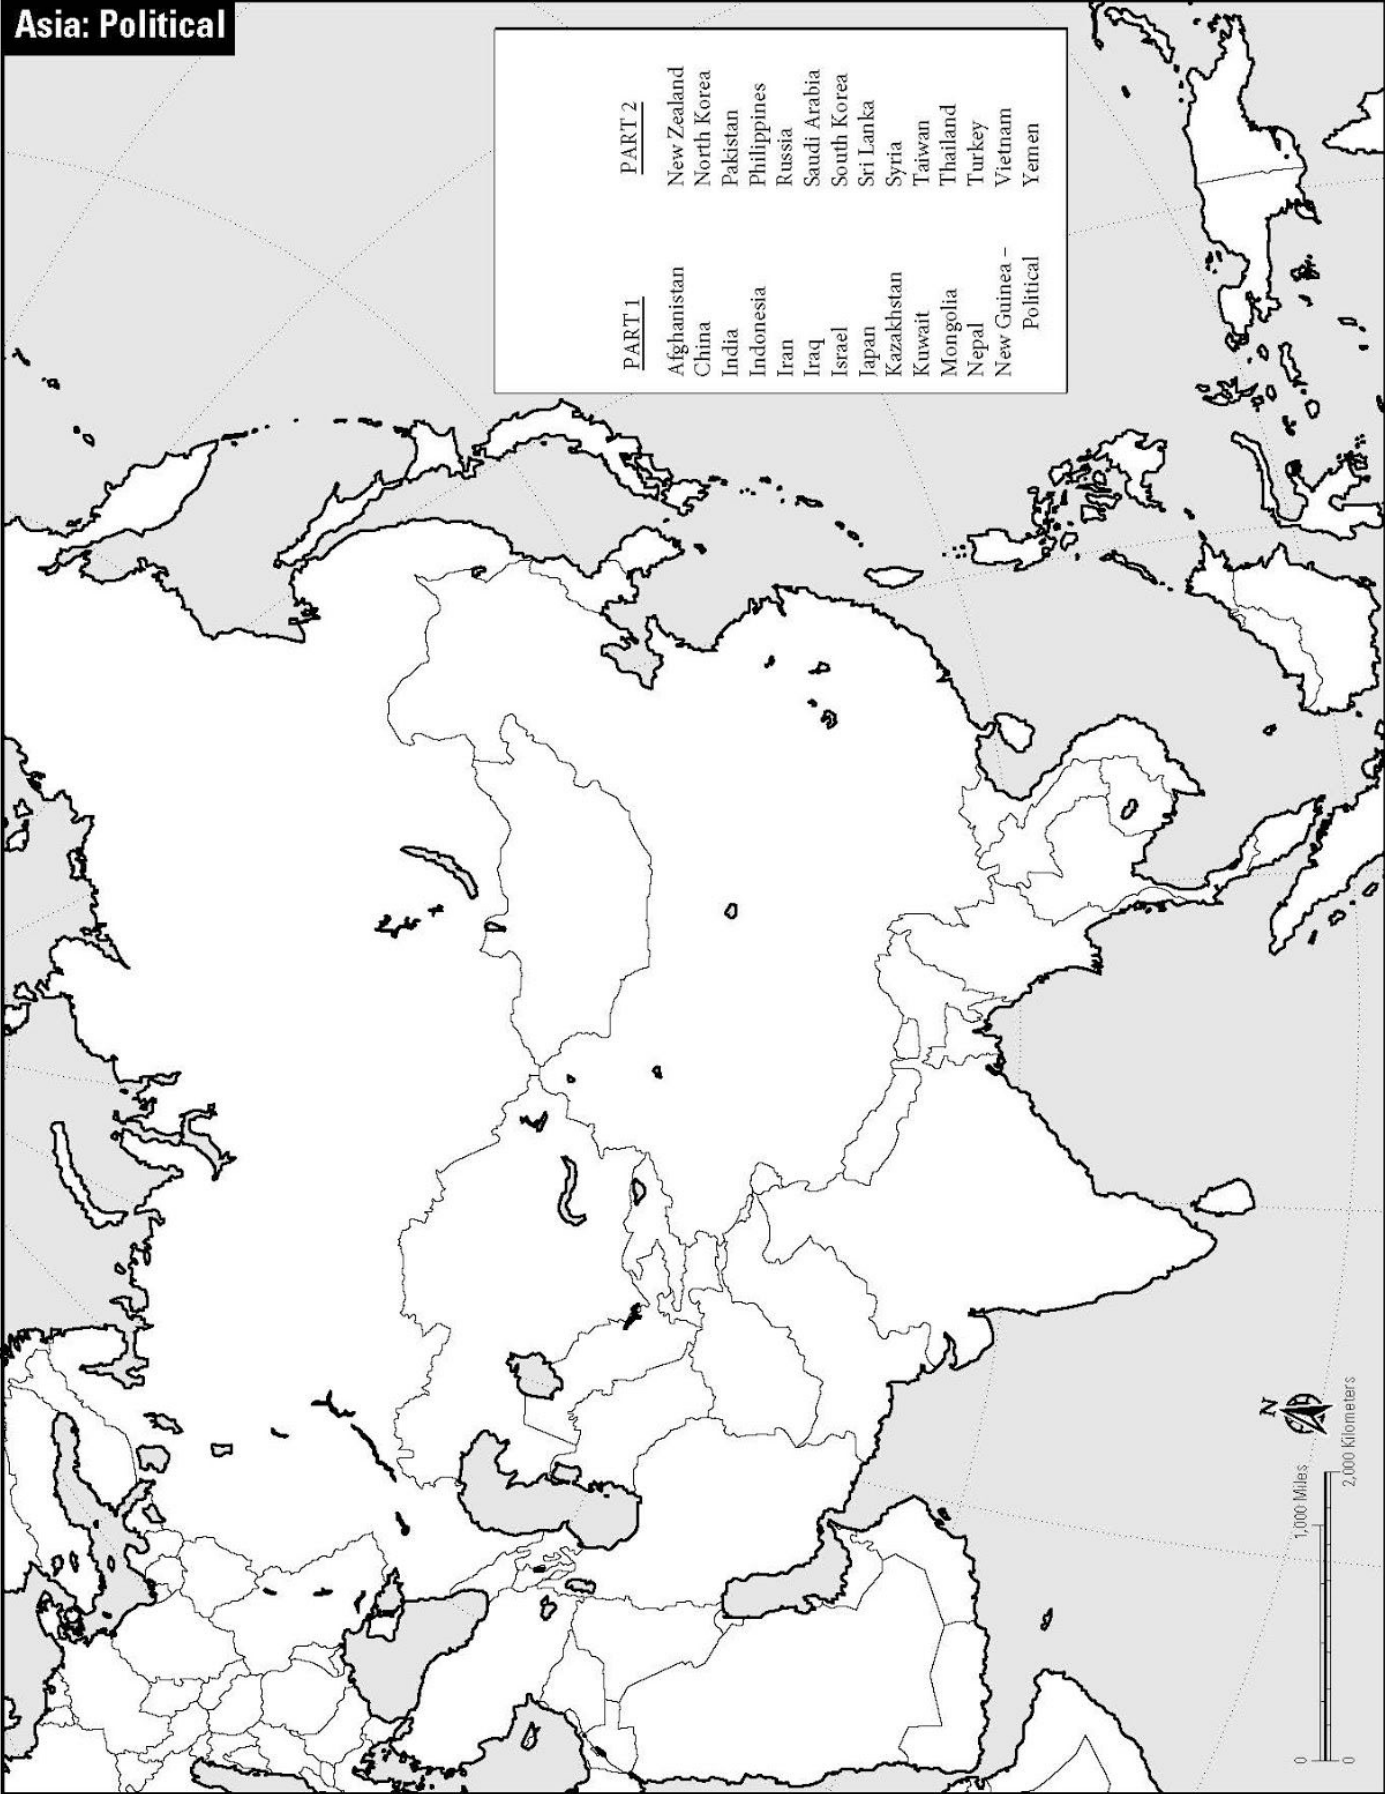 Asia: Political
PART 1
Afghanistan
China
India
Indonesia
Iran
Iraq
Israel
Japan
Kazakhstan
Kuwait
Mongolia
Nepal
New Guinea –
Political
PART 2
New Zealand
North Korea
Pakistan
Philippines
Russia
Saudi Arabia
South Korea
Sri Lanka
Syria
Taiwan
Thailand
Turkey
Vietnam
Yemen
N
0 1,000 Miles
0 2,000 Kilometers